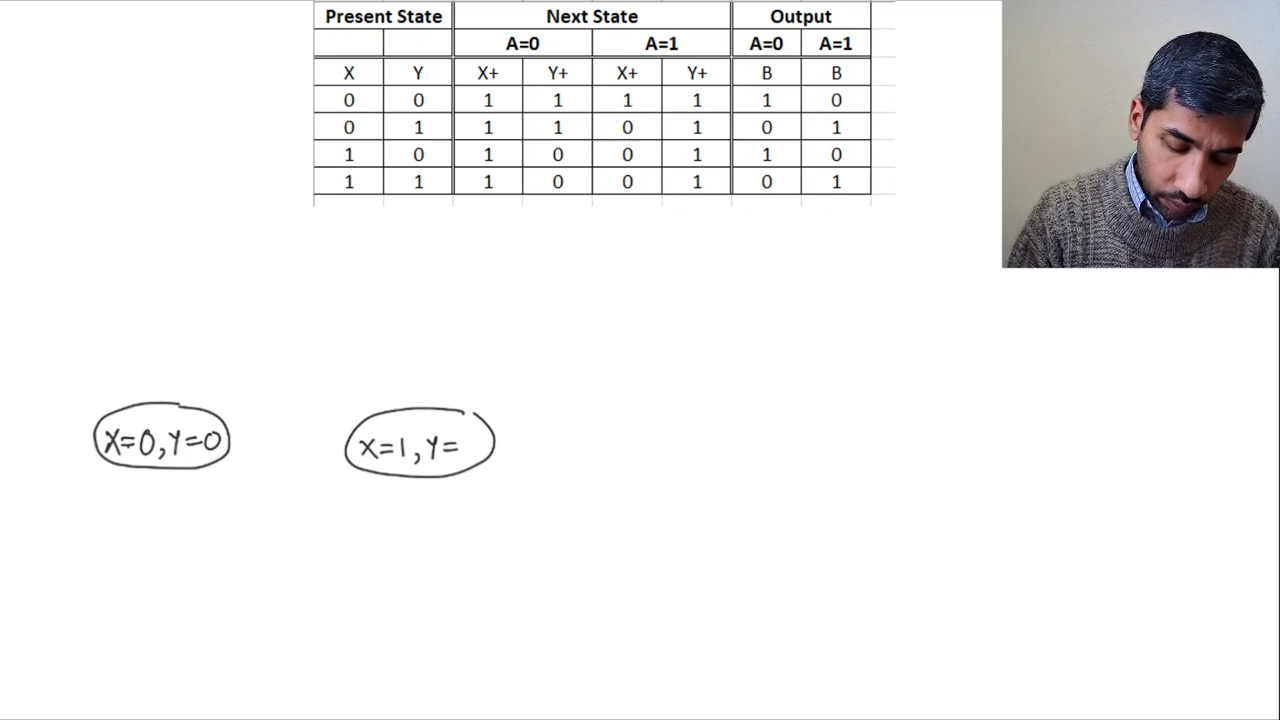 Present State Next State Output
A=0 A=1 A=0 A=1
X Y X+ Y+ X+ Y+ B B
0 0 1 1 1 1 1 0
0 1 1 1 0 1 0 1
1 0 1 0 0 1 1 0
1 1 1 0 0 1 0 1
X=0,Y=0 X=1,Y=